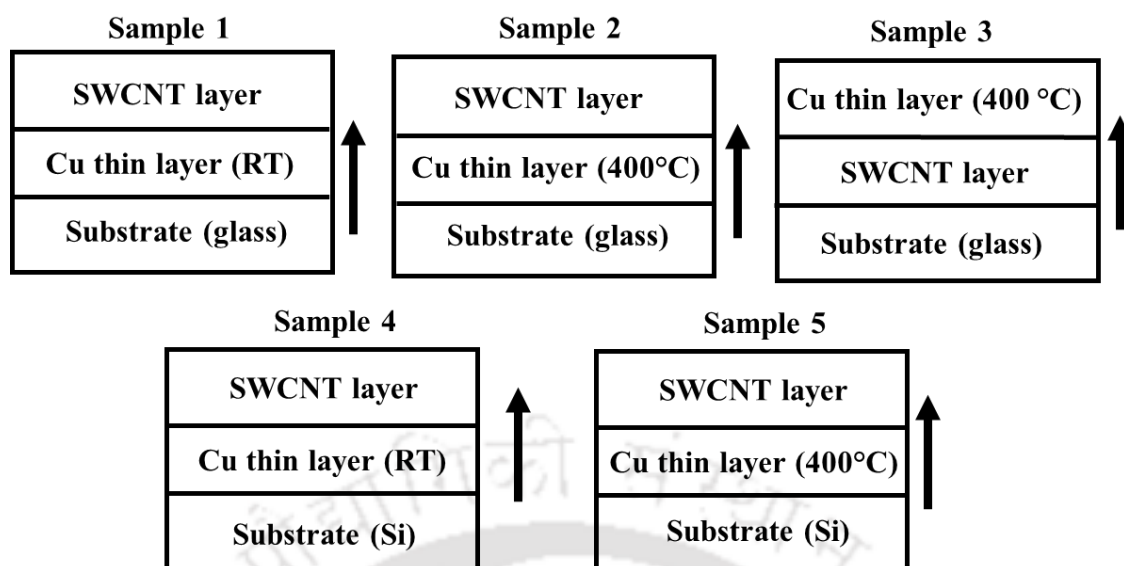 Sample 1
SWCNT layer
Cu thin layer (RT)
Substrate (glass)
Sample 2
SWCNT layer
Cu thin layer (400°C)
Substrate (glass)
Sample 3
Cu thin layer (400 °C)
SWCNT layer
Substrate (glass)
Sample 4
SWCNT layer
Cu thin layer (RT)
Substrate (Si)
Sample 5
SWCNT layer
Cu thin layer (400°C)
Substrate (Si)